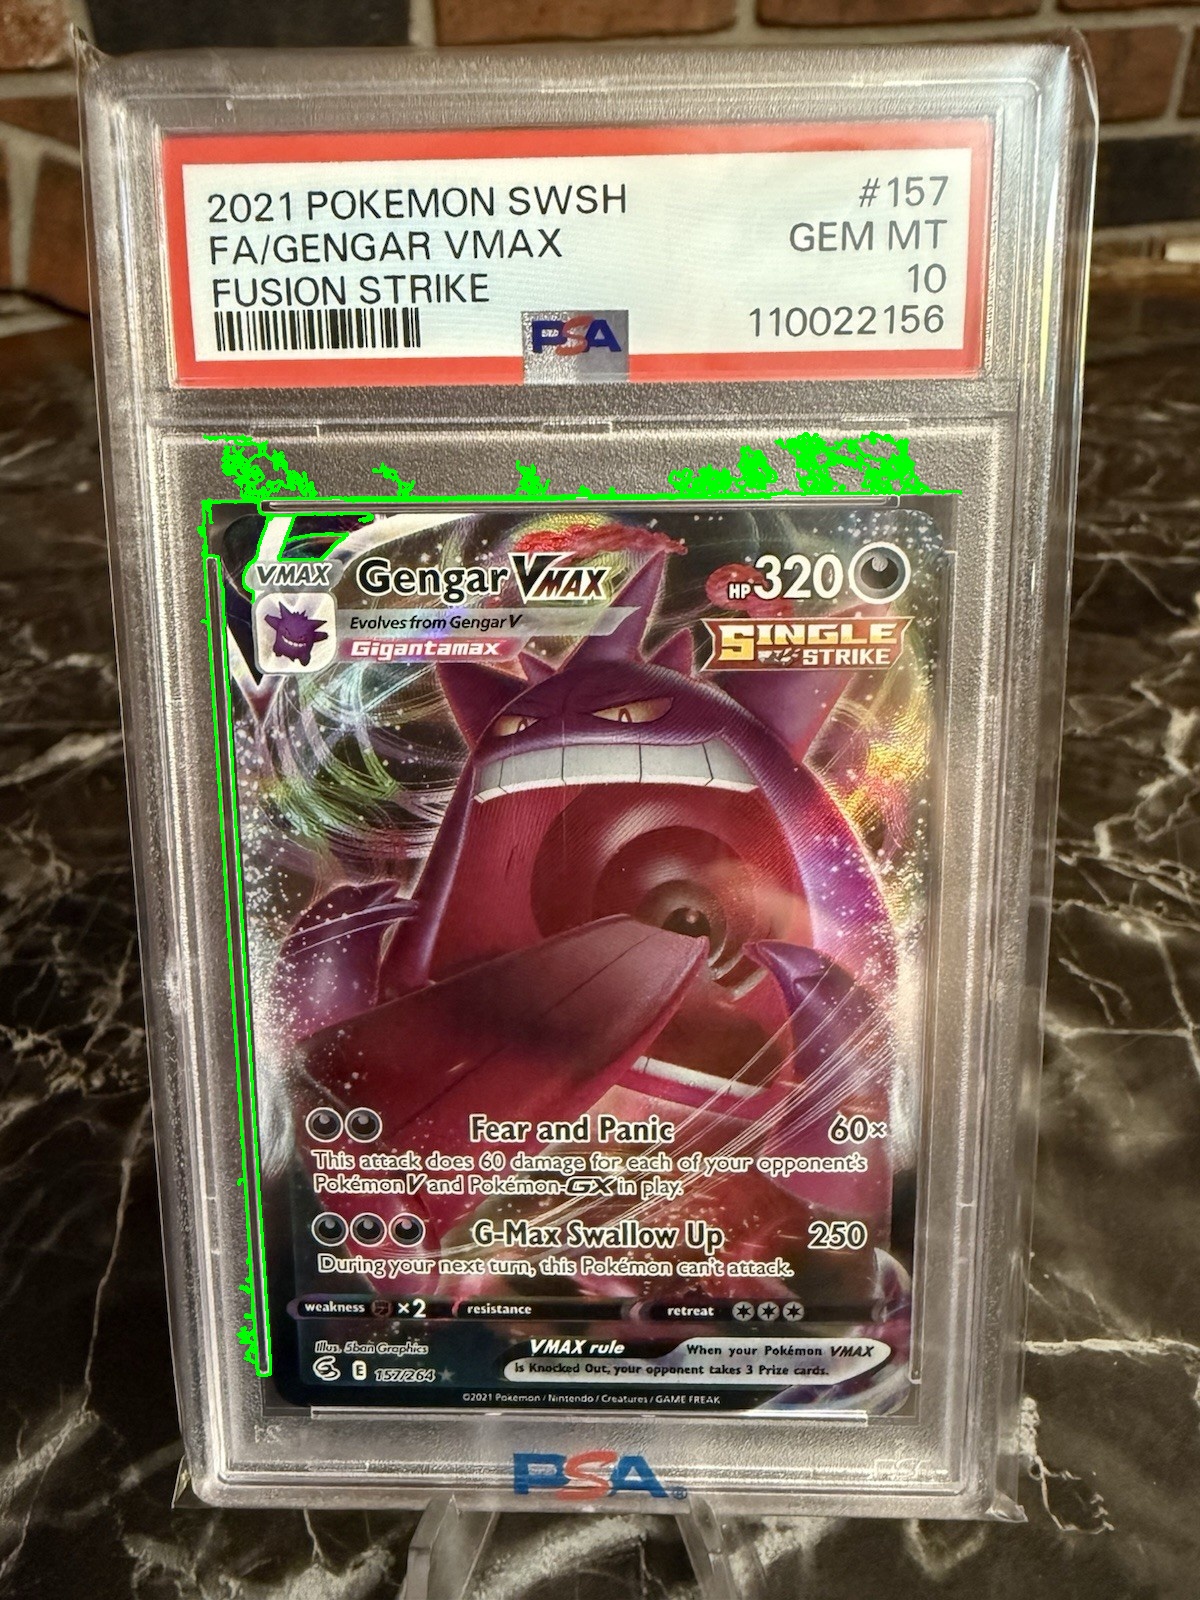 2021 POKEMON SWSH #157
FA/GENGAR VMAX GEM MT
FUSION STRIKE 10
110022156
PSA
VMAX Gengar VMAX HP 320
Evolves from Gengar V
Gigantamax
SINGLE
STRIKE
Fear and Panic 60×
This attack does 60 damage for each of your opponent's
Pokémon V and Pokémon-GX in play.
G-Max Swallow Up 250
During your next turn, this Pokémon can't attack.
weakness ×2 resistance retreat
Illus. 5ban Graphics
VMAX rule When your Pokémon VMAX
is Knocked Out, your opponent takes 3 Prize cards.
E 157/264
©2021 Pokémon / Nintendo / Creatures / GAME FREAK
PSA®